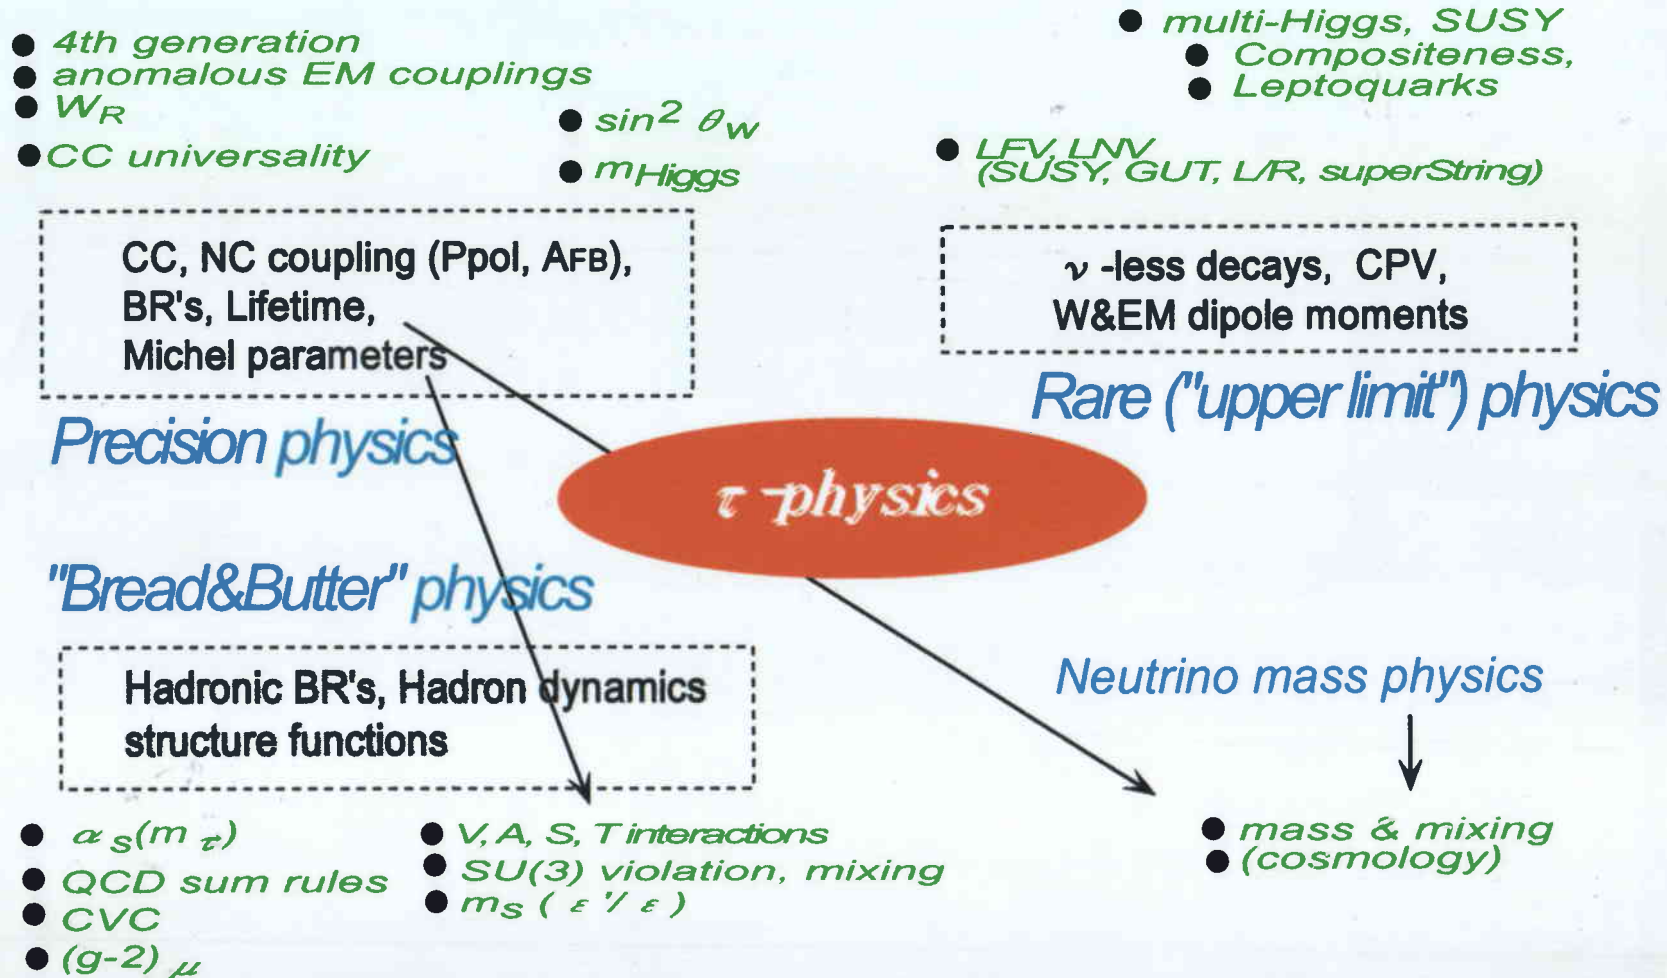 ● 4th generation
● anomalous EM couplings
● W_R
● CC universality
● sin² θ_W
● m_Higgs
● multi-Higgs, SUSY
● Compositeness,
● Leptoquarks
● LFV, LNV
(SUSY, GUT, L/R, superString)
CC, NC coupling (Ppol, AFB),
BR's, Lifetime,
Michel parameters
Precision physics
ν -less decays, CPV,
W&EM dipole moments
Rare ("upper limit") physics
τ -physics
"Bread&Butter" physics
Hadronic BR's, Hadron dynamics
structure functions
Neutrino mass physics
● α_S(m_τ)
● QCD sum rules
● CVC
● (g-2)_μ
● V, A, S, T interactions
● SU(3) violation, mixing
● m_S ( ε '/ ε )
● mass & mixing
● (cosmology)